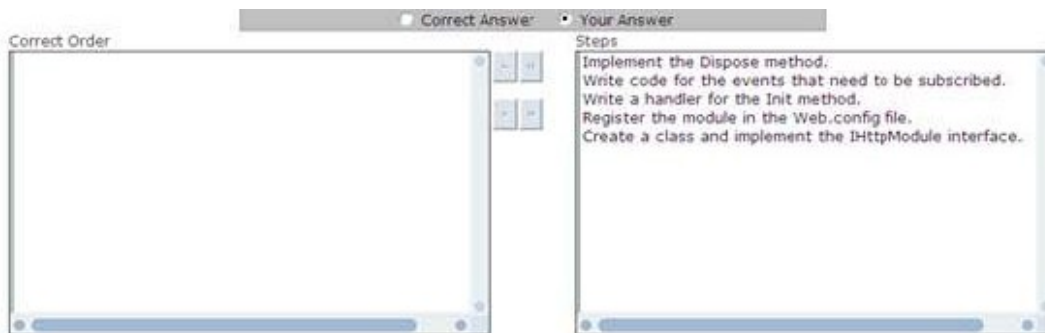 Correct Answer Your Answer
Correct Order
Steps
Implement the Dispose method.
Write code for the events that need to be subscribed.
Write a handler for the Init method.
Register the module in the Web.config file.
Create a class and implement the IHttpModule interface.